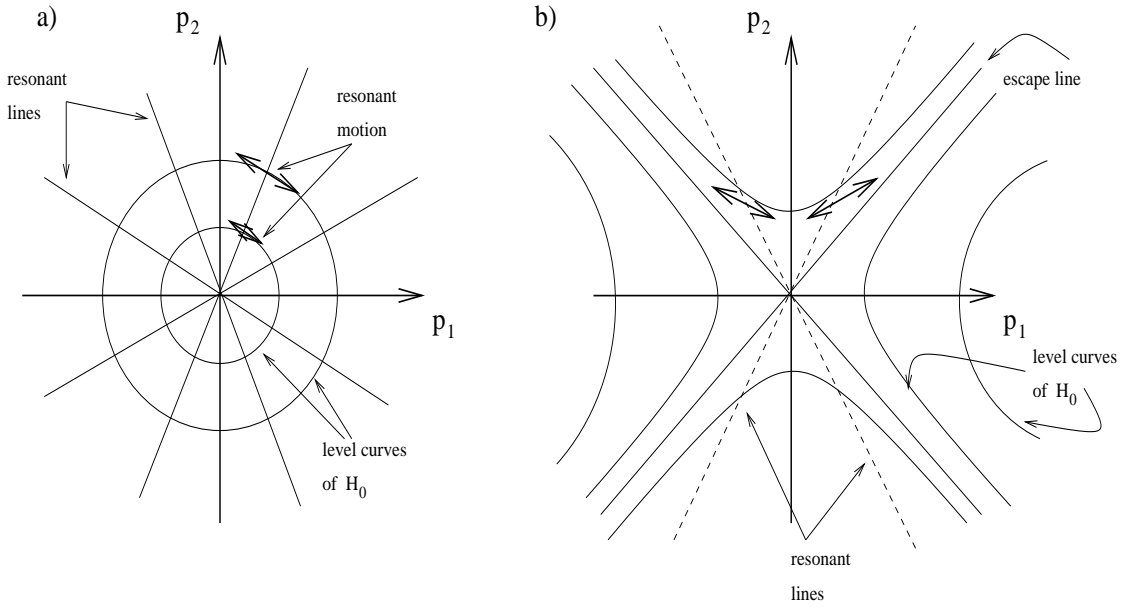 a)
p2
resonant
lines
resonant
motion
p1
level curves
of H0
b)
p2
escape line
p1
level curves
of H0
resonant
lines